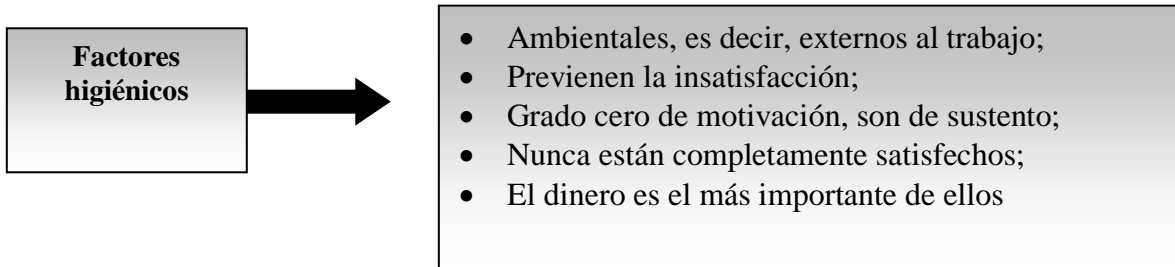 Factores
higiénicos
• Ambientales, es decir, externos al trabajo;
• Previenen la insatisfacción;
• Grado cero de motivación, son de sustento;
• Nunca están completamente satisfechos;
• El dinero es el más importante de ellos